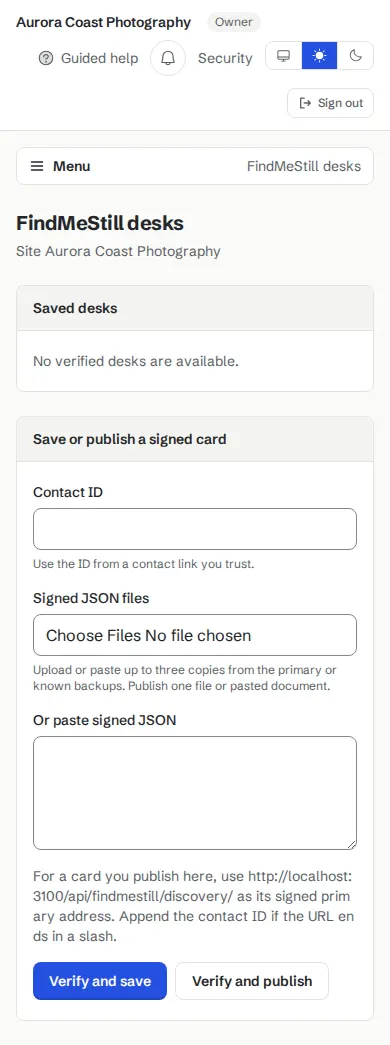 Aurora Coast Photography
Owner
Guided help
Security
Sign out
Menu
FindMeStill desks
FindMeStill desks
Site Aurora Coast Photography
Saved desks
No verified desks are available.
Save or publish a signed card
Contact ID
Use the ID from a contact link you trust.
Signed JSON files
Choose Files No file chosen
Upload or paste up to three copies from the primary or
known backups. Publish one file or pasted document.
Or paste signed JSON
For a card you publish here, use http://localhost:
3100/api/findmestill/discovery/ as its signed prim
ary address. Append the contact ID if the URL en
ds in a slash.
Verify and save
Verify and publish